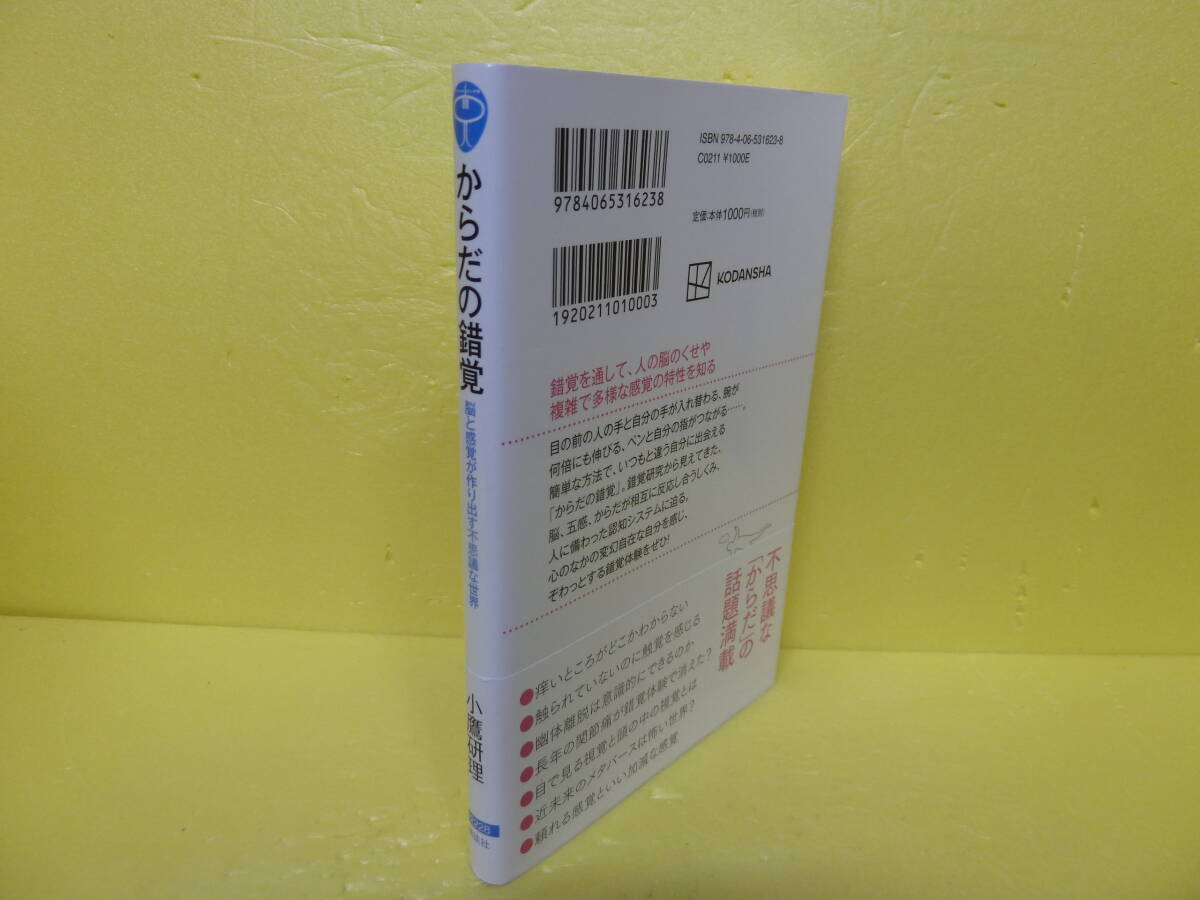 からだの錯覚
脳と感覚が作り出す不思議な世界
小鷹研理
ISBN 978-4-06-531623-8
C0211 ¥1000E
9784065316238
定価:本体1000円(税別)
1920211010003
KODANSHA
錯覚を通して、人の脳のくせや
複雑で多様な感覚の特性を知る
目の前の人の手と自分の手が入れ替わる、腕が
何倍にも伸びる、ペンと自分の指がつながる……。
簡単な方法で、いつもと違う自分に出会える
「からだの錯覚」。錯覚研究から見えてきた、
脳、五感、からだが相互に反応し合うしくみ、
人に備わった認知システムに迫る。
心のなかの変幻自在な自分を感じ、
ぞわっとする錯覚体験をぜひ!
不思議な
「からだ」の
話題満載
●痒いところがどこかわからない
●触られていないのに触覚を感じる
●幽体離脱は意識的にできるのか
●長年の関節痛が錯覚体験で消えた?
●目で見る視覚と頭の中の視覚とは
●近未来のメタバースは怖い世界?
●頼れる感覚といい加減な感覚